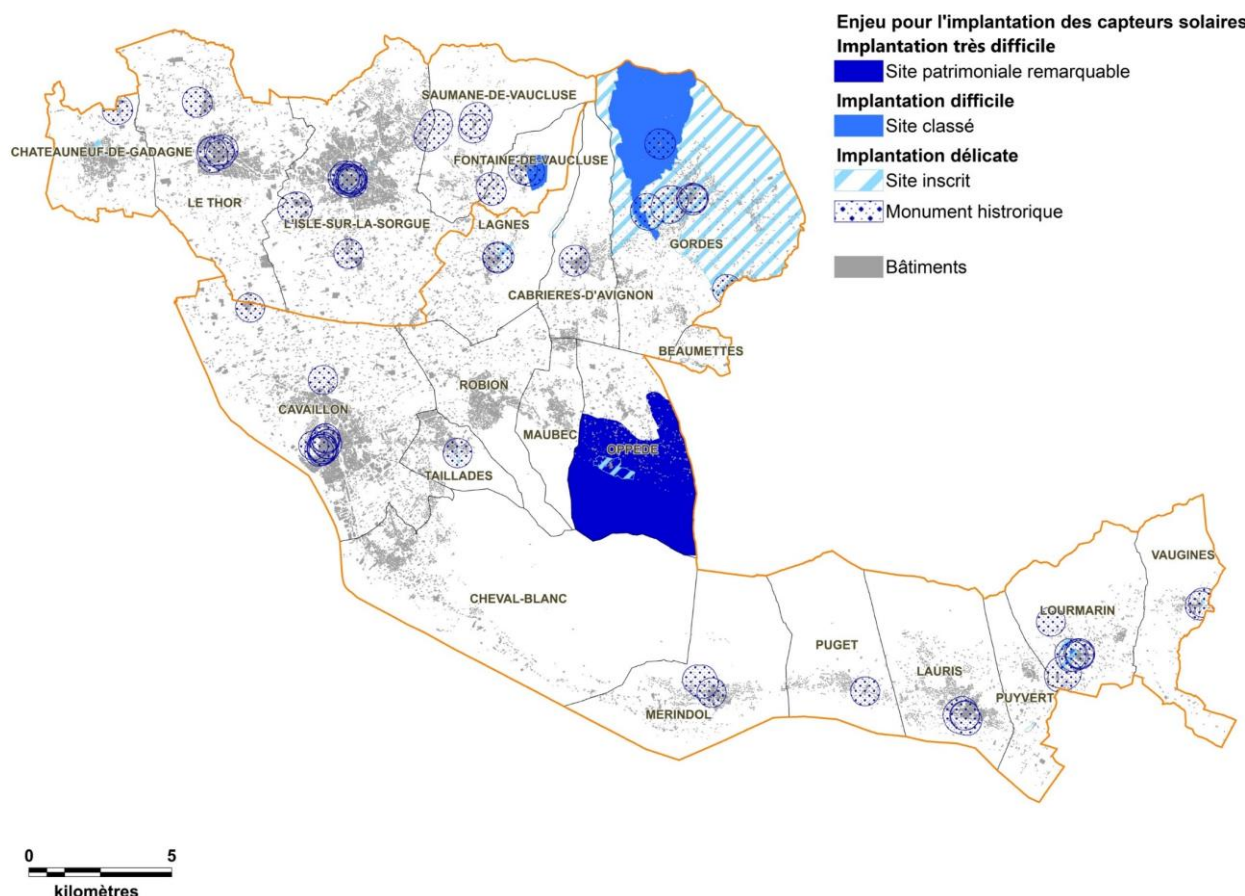 Enjeu pour l'implantation des capteurs solaires
Implantation très difficile
Site patrimoniale remarquable
Implantation difficile
Site classé
Implantation délicate
Site inscrit
Monument histrorique
Bâtiments
SAUMANE-DE-VAUCLUSE
CHATEAUNEUF-DE-GADAGNE
FONTAINE-DE-VAUCLUSE
LE THOR
L'ISLE-SUR-LA-SORGUE
LAGNES
GORDES
CABRIERES-D'AVIGNON
BEAUMETTES
ROBION
CAVAILLON
MAUBEC
OPPEDE
TAILLADES
VAUGINES
CHEVAL-BLANC
LOURMARIN
PUGET
LAURIS
PUYVERT
MERINDOL
0 5
kilomètres